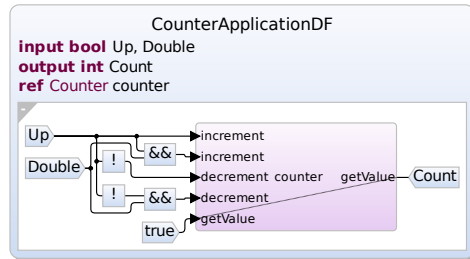 CounterApplicationDF
input bool Up, Double
output int Count
ref Counter counter
-
Up
increment
&&
increment
Double
!
decrement counter getValue
Count
!
&&
decrement
getValue
true